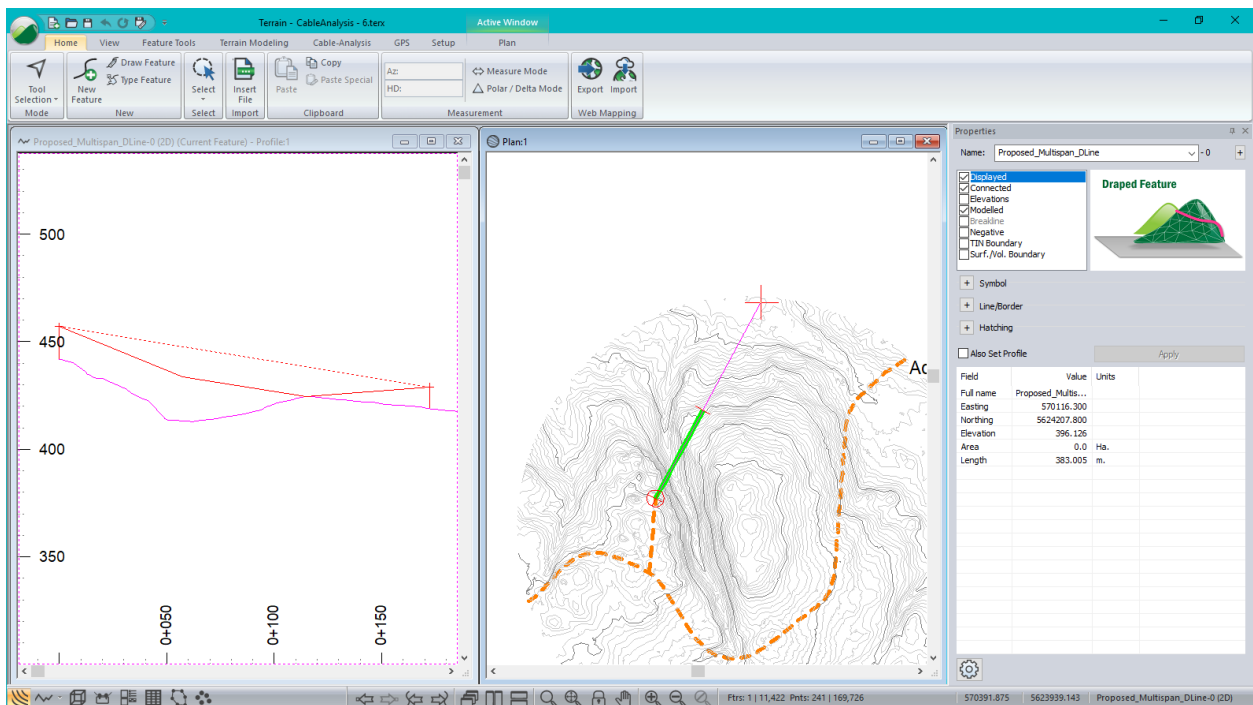 Terrain - CableAnalysis - 6.terx
Active Window
Home View Feature Tools Terrain Modeling Cable-Analysis GPS Setup Plan
Tool Selection
Mode
New Feature
Draw Feature
Type Feature
New
Select
Select
Insert File
Import
Paste
Copy
Paste Special
Clipboard
Az:
HD:
Measure Mode
Polar / Delta Mode
Measurement
Export Import
Web Mapping
Proposed_Multispan_DLine-0 (2D) (Current Feature) - Profile:1
500
450
400
350
0+050
0+100
0+150
Plan:1
Ac
Properties
Name: Proposed_Multispan_DLine - 0
Displayed
Connected
Elevations
Modelled
Breakline
Negative
TIN Boundary
Surf./Vol. Boundary
Draped Feature
Symbol
Line/Border
Hatching
Also Set Profile
Apply
Field Value Units
Full name Proposed_Multis...
Easting 570116.300
Northing 5624207.800
Elevation 396.126
Area 0.0 Ha.
Length 383.005 m.
Ftrs: 1 | 11,422 Pnts: 241 | 169,726
570391.875 5623939.143 Proposed_Multispan_DLine-0 (2D)